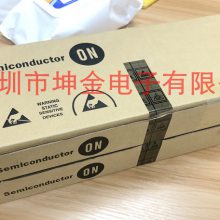 Semiconductor ON
圳市坤金电子有限
WARNING
STATIC
SENSITIVE
DEVICES
Semiconductor ON
Semiconductor ON